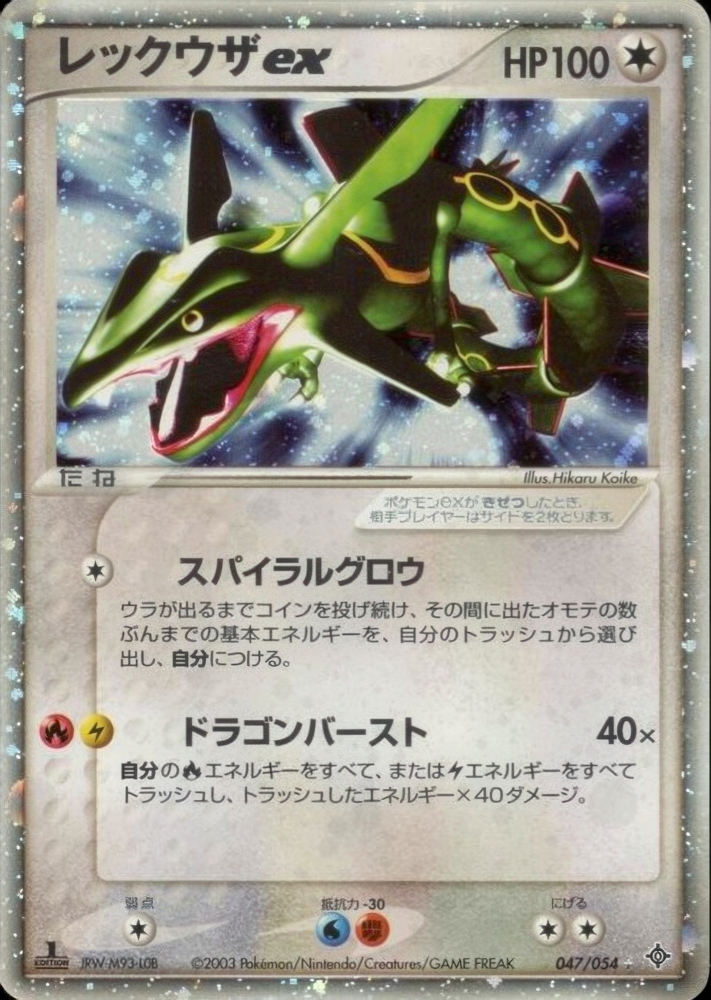 レックウザex HP100
たね
Illus.Hikaru Koike
ポケモンexがきぜつしたとき、
相手プレイヤーはサイドを2枚とります。
スパイラルグロウ
ウラが出るまでコインを投げ続け、その間に出たオモテの数
ぶんまでの基本エネルギーを、自分のトラッシュから選び
出し、自分につける。
ドラゴンバースト 40×
自分のエネルギーをすべて、またはエネルギーをすべて
トラッシュし、トラッシュしたエネルギー×40ダメージ。
弱点 抵抗力 -30 にげる
1 EDITION JRW-M93-L0B ©2003 Pokémon/Nintendo/Creatures/GAME FREAK 047/054